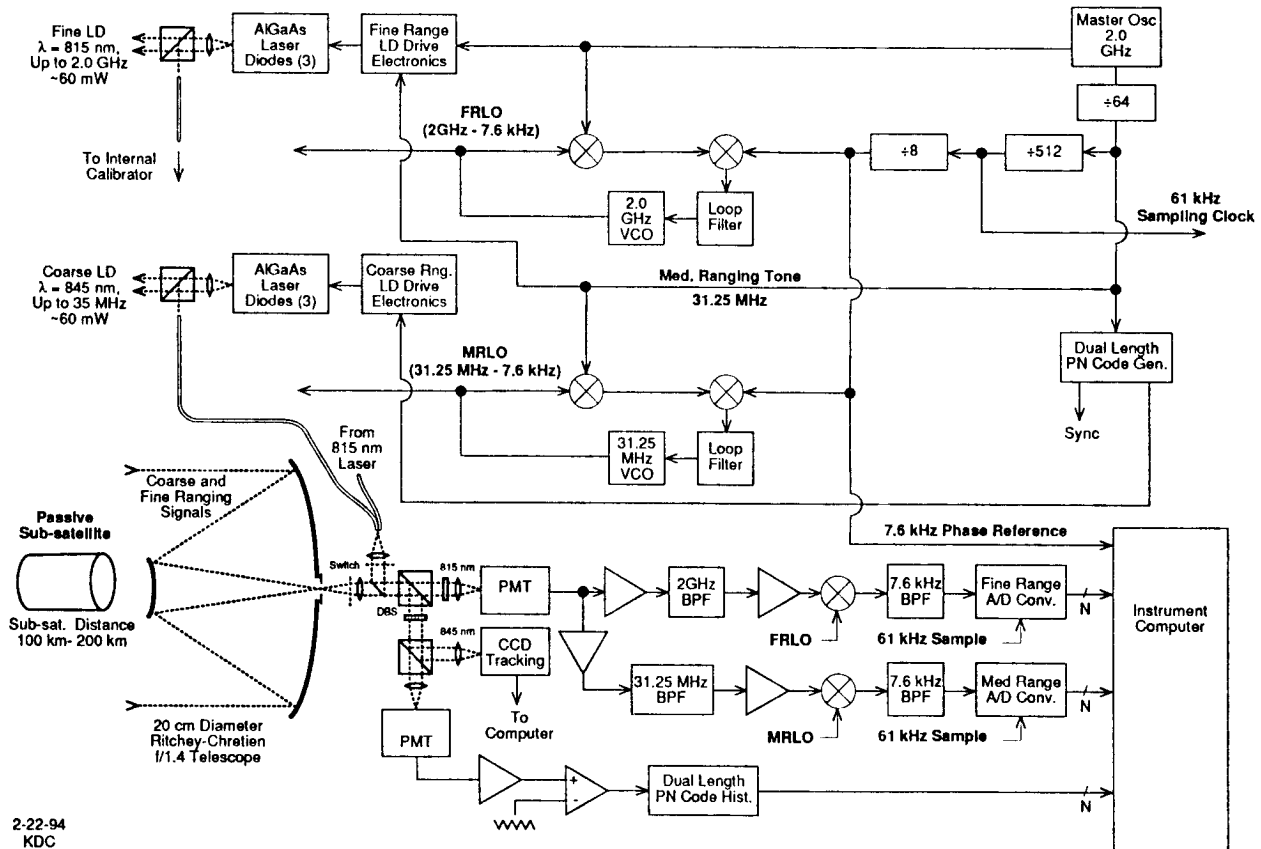 Fine LD
λ = 815 nm,
Up to 2.0 GHz
~60 mW
AlGaAs
Laser
Diodes (3)
Fine Range
LD Drive
Electronics
Master Osc
2.0
GHz
÷64
FRLO
(2GHz - 7.6 kHz)
÷8
÷512
To Internal
Calibrator
2.0
GHz
VCO
Loop
Filter
61 kHz
Sampling Clock
Coarse LD
λ = 845 nm,
Up to 35 MHz
~60 mW
AlGaAs
Laser
Diodes (3)
Coarse Rng.
LD Drive
Electronics
Med. Ranging Tone
31.25 MHz
Dual Length
PN Code Gen.
MRLO
(31.25 MHz - 7.6 kHz)
Sync
31.25
MHz
VCO
Loop
Filter
From
815 nm
Laser
Coarse and
Fine Ranging
Signals
Passive
Sub-satellite
Sub-sat. Distance
100 km- 200 km
7.6 kHz Phase Reference
Switch
DBS
815 nm
PMT
2GHz
BPF
FRLO
7.6 kHz
BPF
Fine Range
A/D Conv.
61 kHz Sample
N
Instrument
Computer
845 nm
CCD
Tracking
To
Computer
31.25 MHz
BPF
MRLO
7.6 kHz
BPF
Med Range
A/D Conv.
61 kHz Sample
N
20 cm Diameter
Ritchey-Chretien
f/1.4 Telescope
PMT
+
-
Dual Length
PN Code Hist.
N
2-22-94
KDC